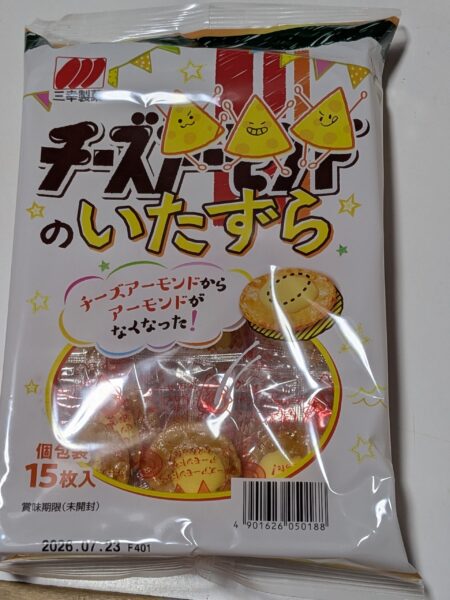 三幸製菓
チーズアーモンド
のいたずら
チーズアーモンドから
アーモンドが
なくなった!
個包装
15枚入
賞味期限(未開封)
2026.07.23 F401
4 901626 050188